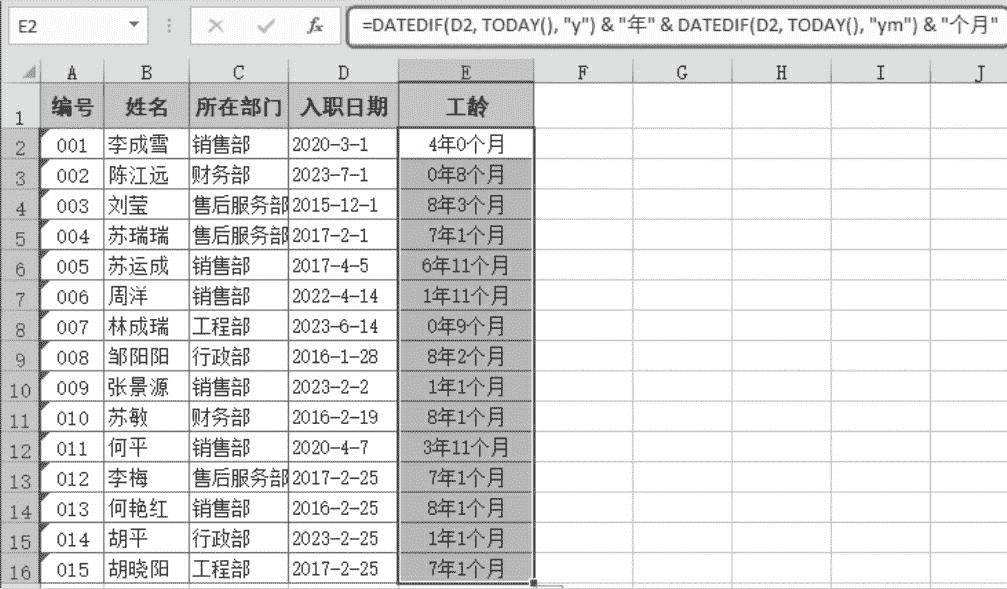 E2 fx =DATEDIF(D2, TODAY(), "y") & "年" & DATEDIF(D2, TODAY(), "ym") & "个月"
A B C D E F G H I J
1 编号 姓名 所在部门 入职日期 工龄
2 001 李成雪 销售部 2020-3-1 4年0个月
3 002 陈江远 财务部 2023-7-1 0年8个月
4 003 刘莹 售后服务部 2015-12-1 8年3个月
5 004 苏瑞瑞 售后服务部 2017-2-1 7年1个月
6 005 苏运成 销售部 2017-4-5 6年11个月
7 006 周洋 销售部 2022-4-14 1年11个月
8 007 林成瑞 工程部 2023-6-14 0年9个月
9 008 邹阳阳 行政部 2016-1-28 8年2个月
10 009 张景源 销售部 2023-2-2 1年1个月
11 010 苏敏 财务部 2016-2-19 8年1个月
12 011 何平 销售部 2020-4-7 3年11个月
13 012 李梅 售后服务部 2017-2-25 7年1个月
14 013 何艳红 销售部 2016-2-25 8年1个月
15 014 胡平 行政部 2023-2-25 1年1个月
16 015 胡晓阳 工程部 2017-2-25 7年1个月